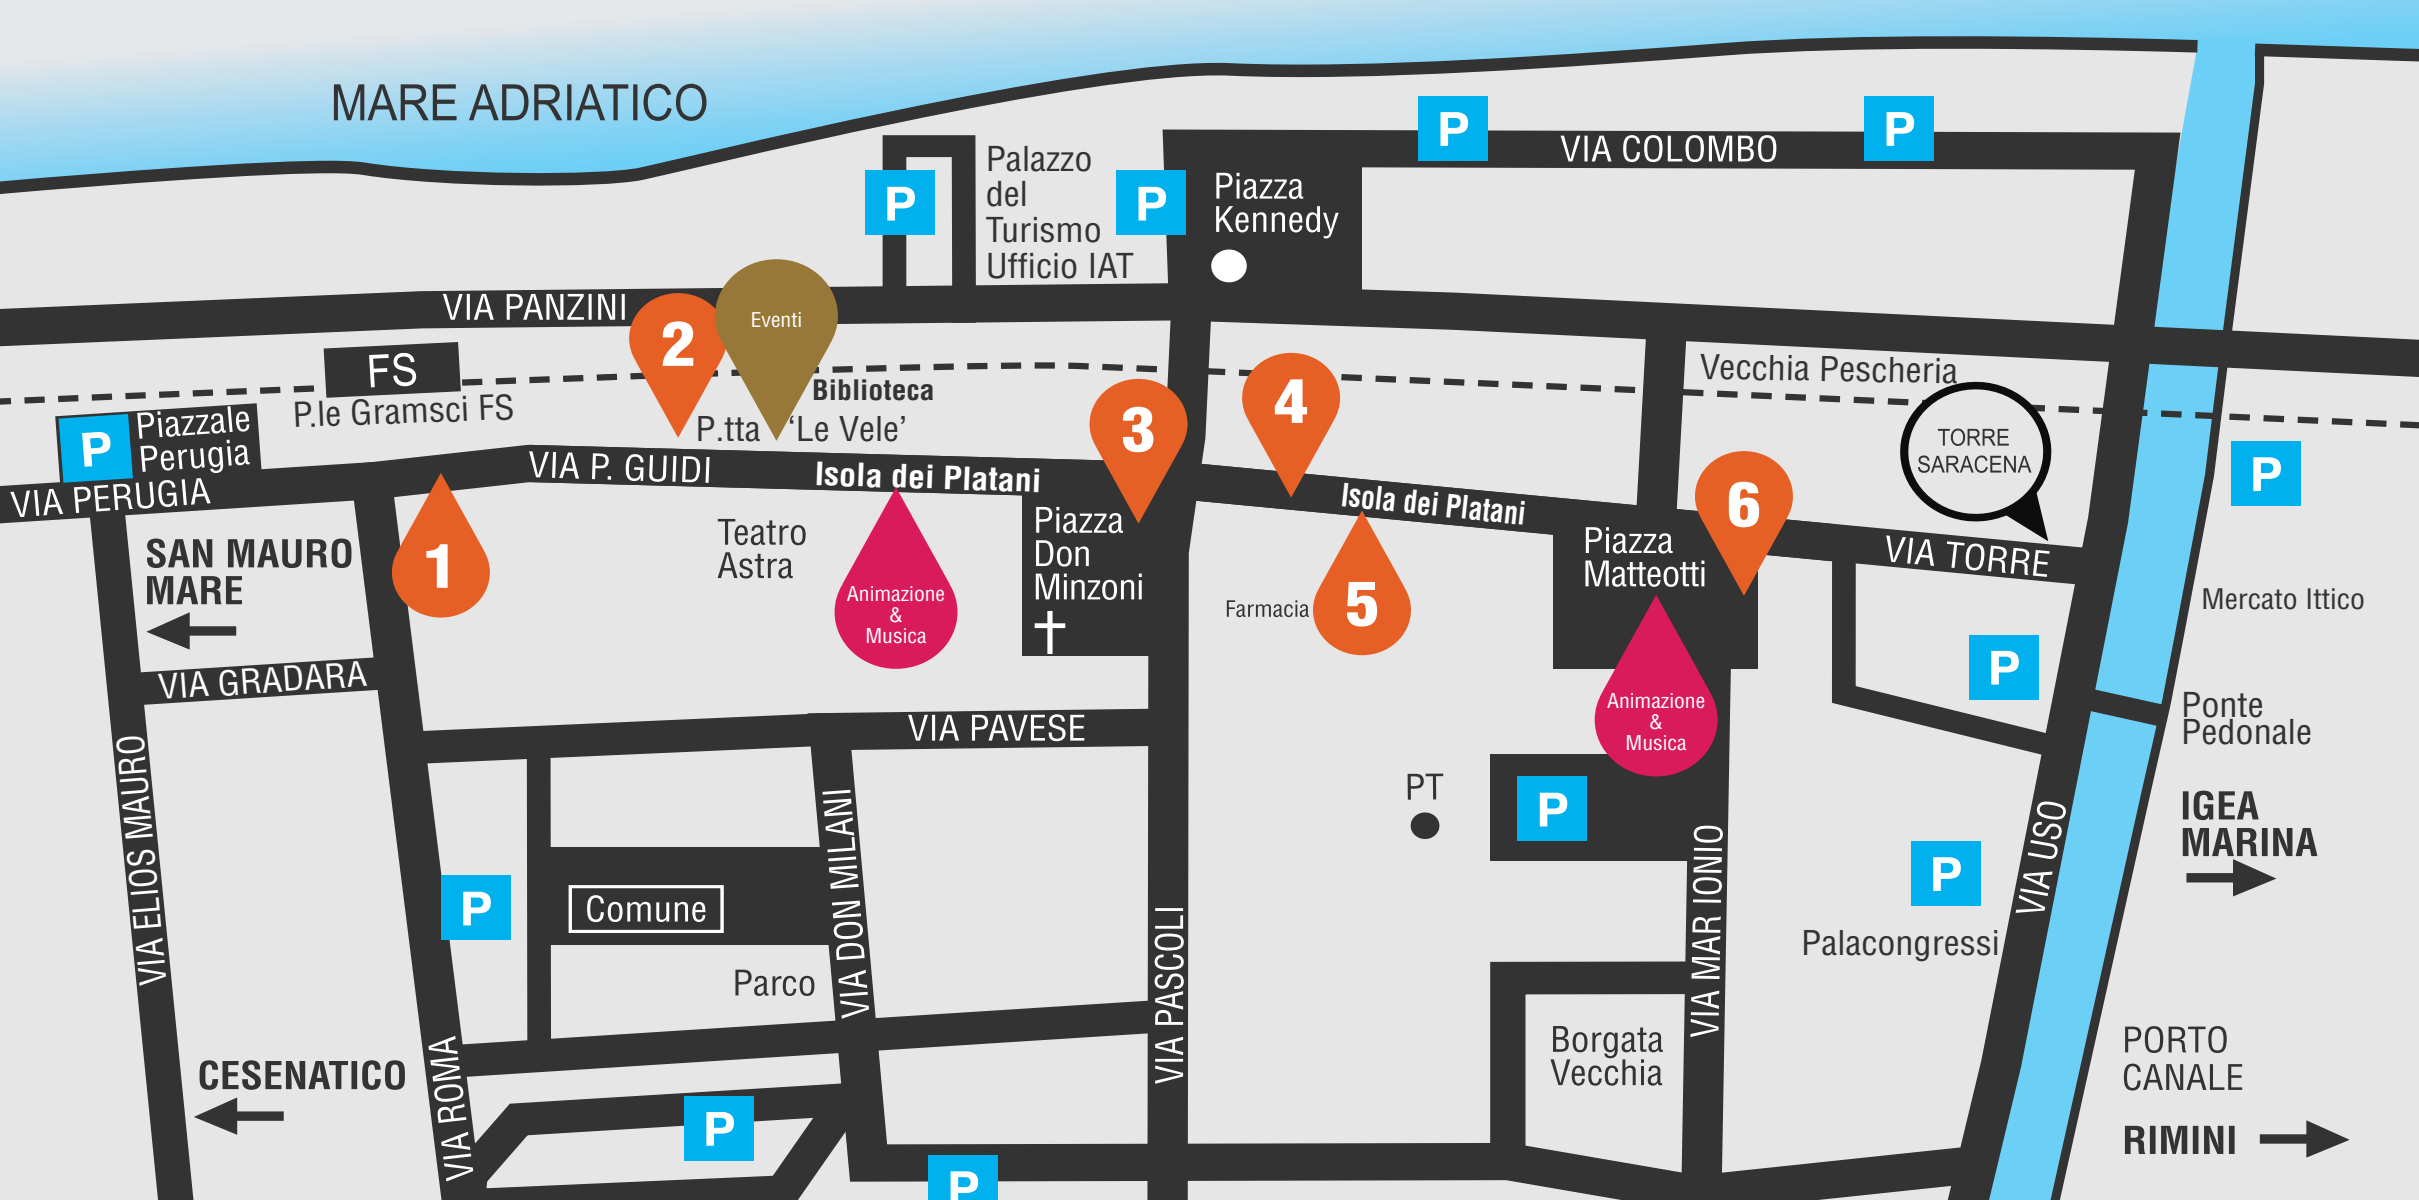 MARE ADRIATICO
P
P
VIA COLOMBO
Palazzo
del
Turismo
Ufficio IAT
P
P
Piazza
Kennedy
VIA PANZINI
2
Eventi
FS
P.le Gramsci FS
Biblioteca
P.tta
‘Le Vele’
3
4
Vecchia Pescheria
TORRE
SARACENA
P
Piazzale
Perugia
VIA PERUGIA
VIA P. GUIDI
Isola dei Platani
Isola dei Platani
6
P
SAN MAURO
MARE
1
Teatro
Astra
Animazione
&
Musica
Piazza
Don
Minzoni
Farmacia
5
Piazza
Matteotti
VIA TORRE
Mercato Ittico
P
VIA GRADARA
VIA PAVESE
Animazione
&
Musica
Ponte
Pedonale
VIA ELIOS MAURO
VIA DON MILANI
PT
P
VIA MAR IONIO
VIA USO
IGEA
MARINA
P
P
Comune
Palacongressi
Parco
VIA PASCOLI
CESENATICO
VIA ROMA
Borgata
Vecchia
PORTO
CANALE
P
RIMINI
P